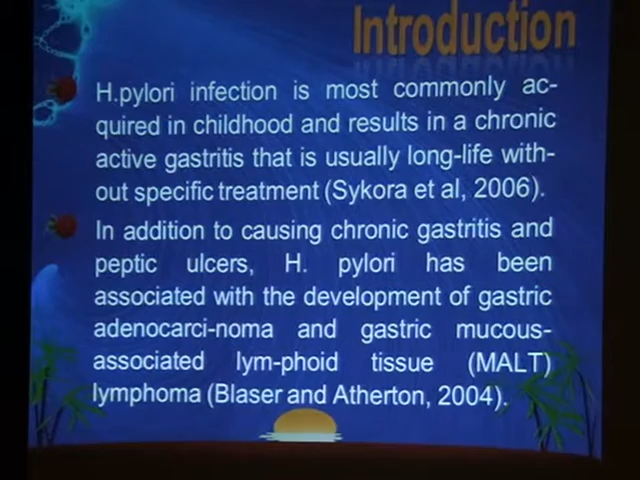 Introduction
H.pylori infection is most commonly ac-
quired in childhood and results in a chronic
active gastritis that is usually long-life with-
out specific treatment (Sykora et al, 2006).
In addition to causing chronic gastritis and
peptic ulcers, H. pylori has been
associated with the development of gastric
adenocarci-noma and gastric mucous-
associated lym-phoid tissue (MALT)
lymphoma (Blaser and Atherton, 2004).